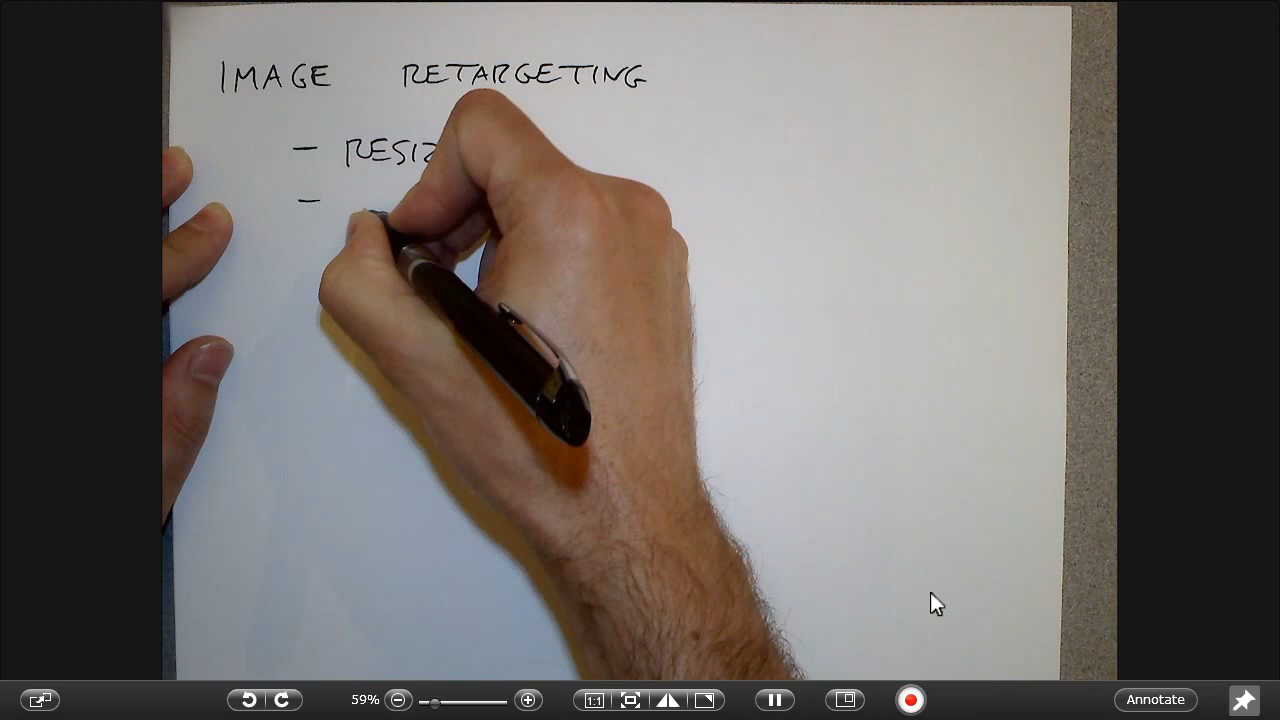 IMAGE RETARGETING
- RESIZ
-
59%
1:1
Annotate